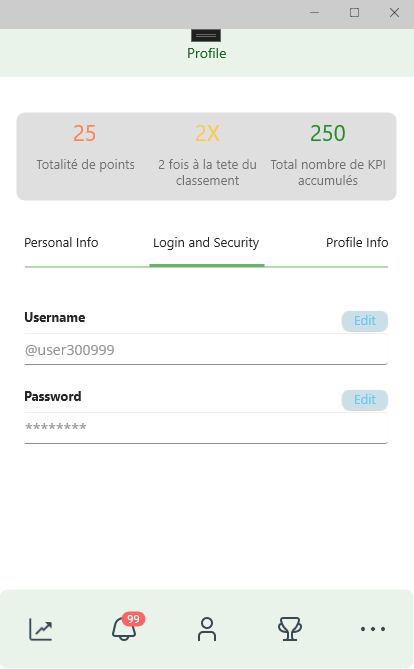 Profile
25
2X
250
Totalité de points
2 fois à la tete du
classement
Total nombre de KPI
accumulés
Personal Info
Login and Security
Profile Info
Username
Edit
@user300999
Password
Edit
********
99